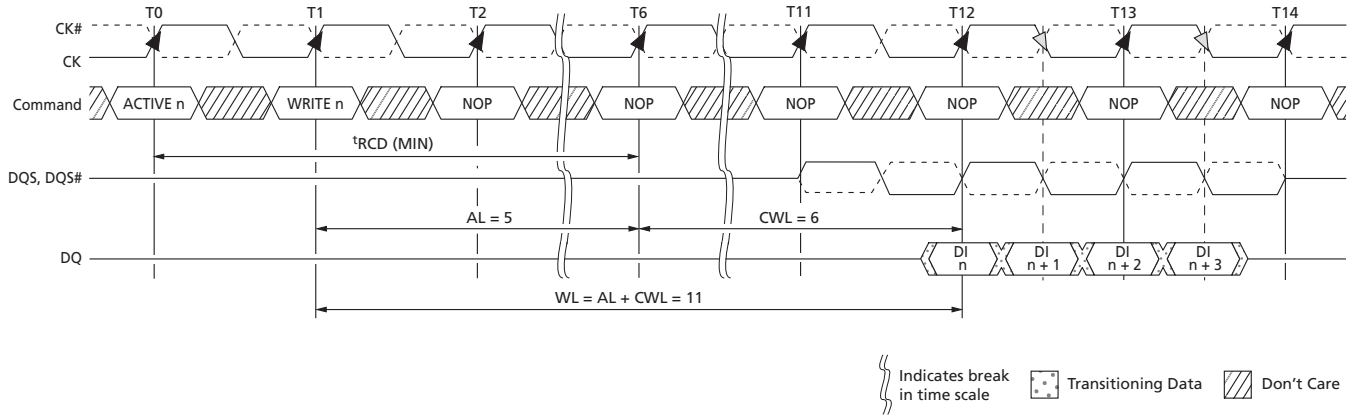 T0 T1 T2 T6 T11 T12 T13 T14
CK#
CK
Command ACTIVE n WRITE n NOP NOP NOP NOP NOP NOP
tRCD (MIN)
DQS, DQS#
AL = 5 CWL = 6
DQ DI n DI n + 1 DI n + 2 DI n + 3
WL = AL + CWL = 11
Indicates break
in time scale
Transitioning Data
Don't Care